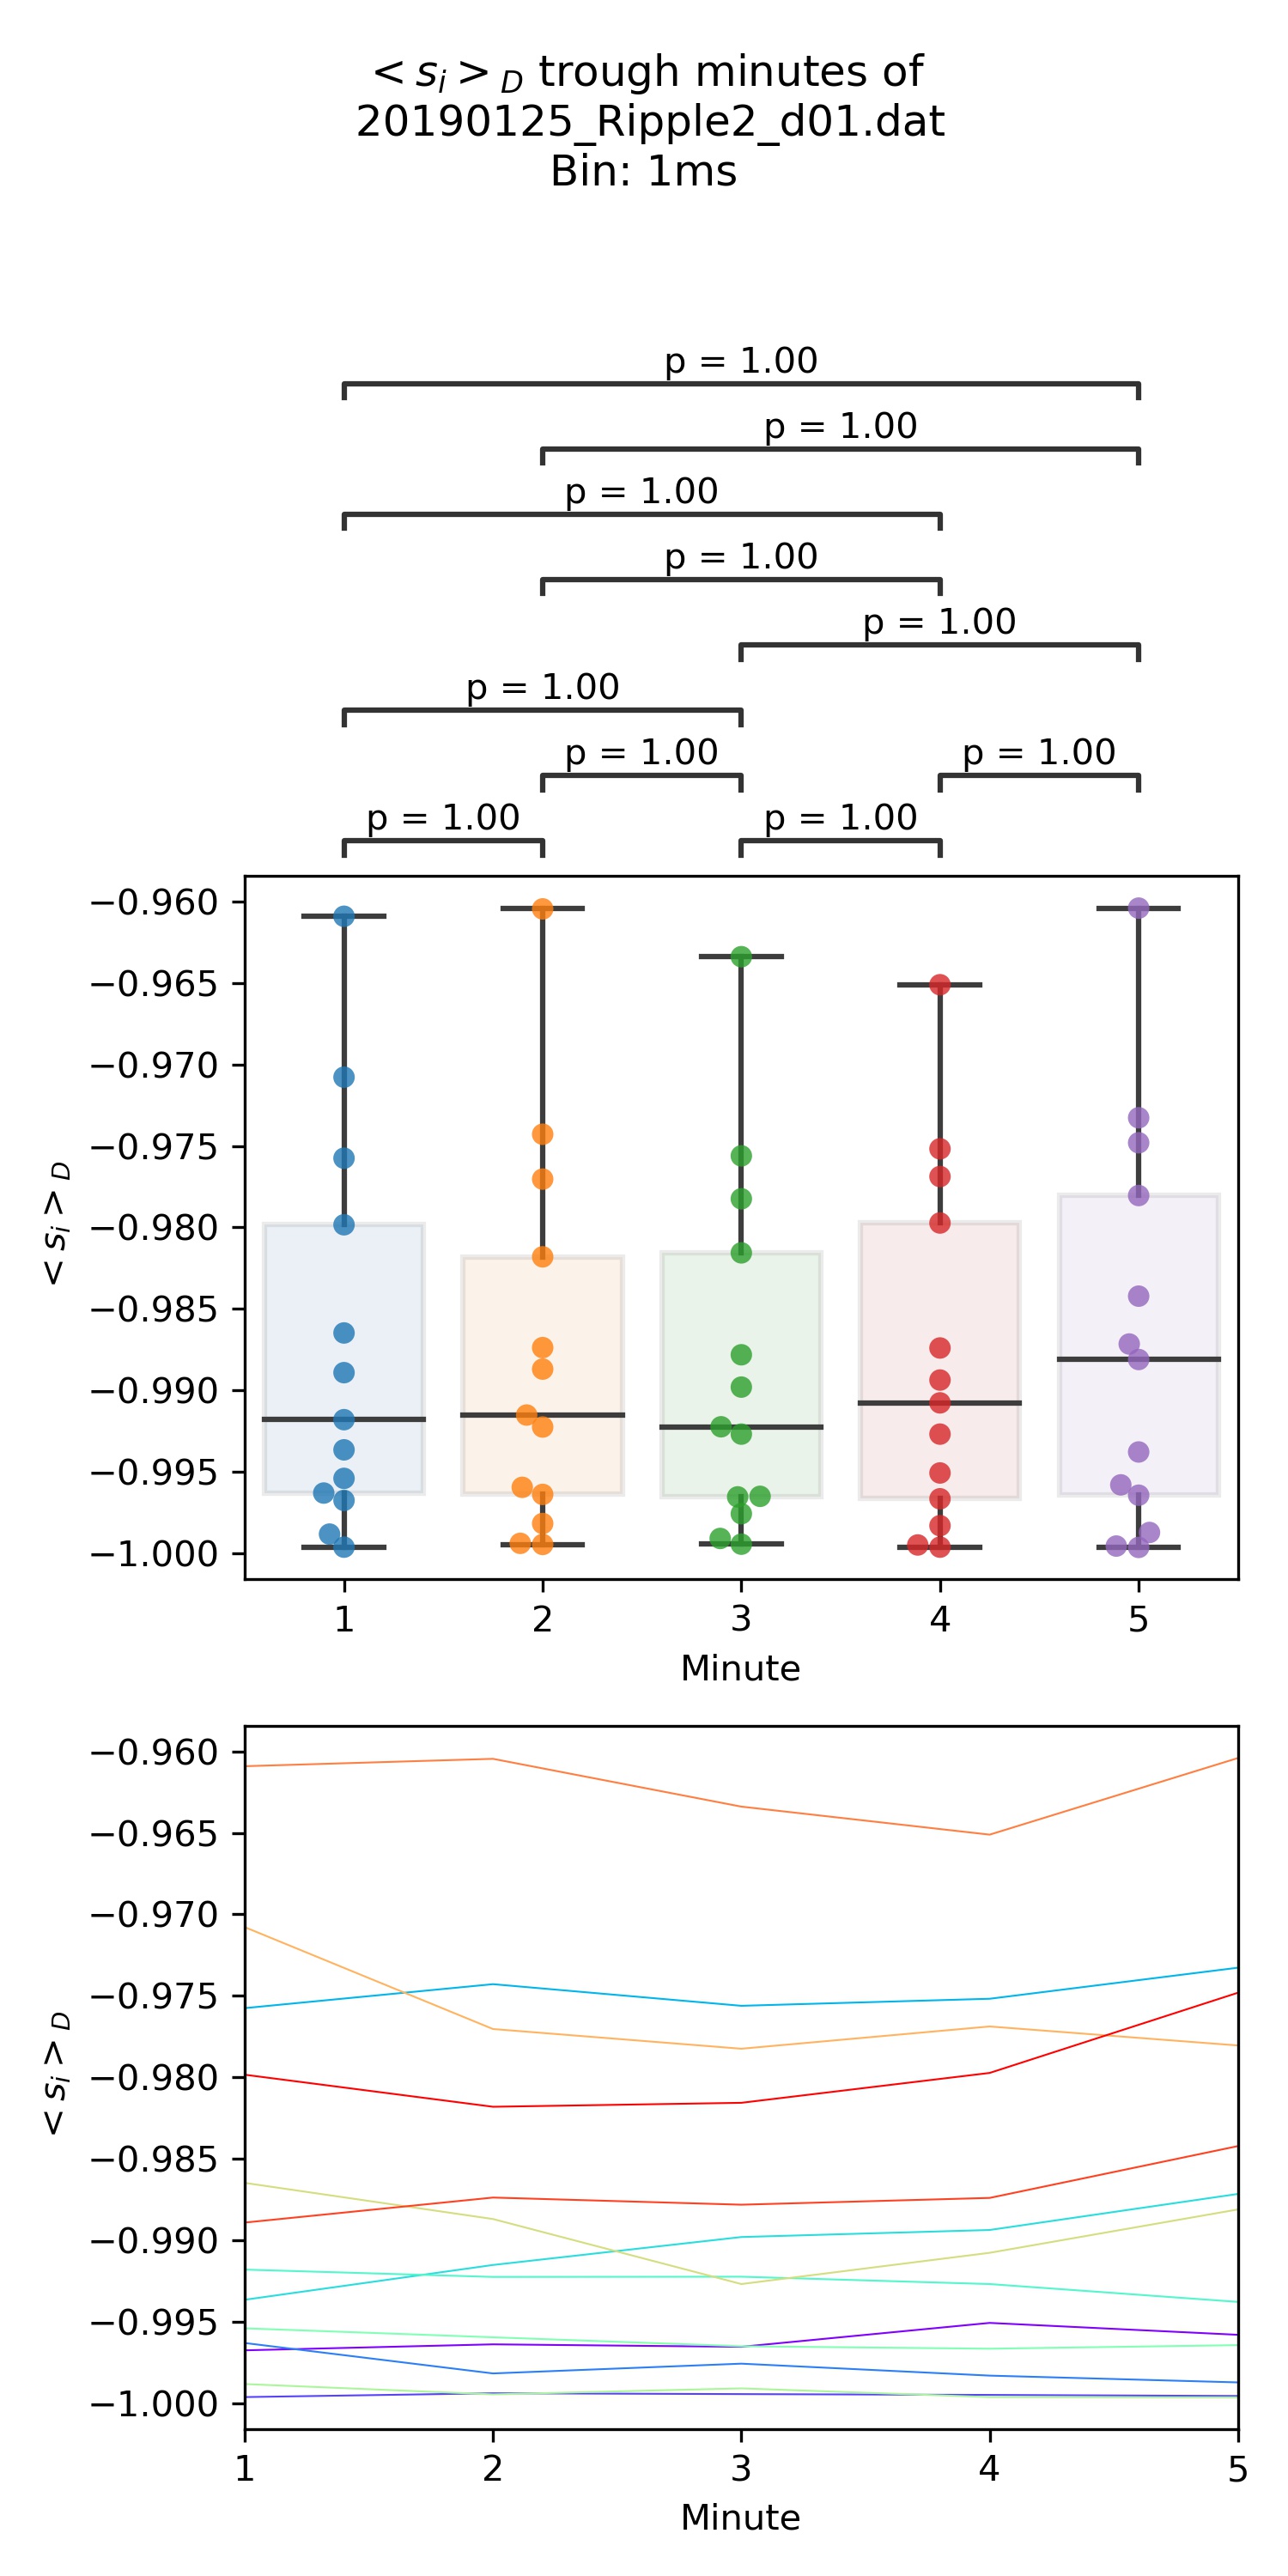 < s_i >_D trough minutes of
20190125_Ripple2_d01.dat
Bin: 1ms
p = 1.00
p = 1.00
p = 1.00
p = 1.00
p = 1.00
p = 1.00
p = 1.00 p = 1.00
p = 1.00 p = 1.00
< s_i >_D
−0.960
−0.965
−0.970
−0.975
−0.980
−0.985
−0.990
−0.995
−1.000
1 2 3 4 5
Minute
< s_i >_D
−0.960
−0.965
−0.970
−0.975
−0.980
−0.985
−0.990
−0.995
−1.000
1 2 3 4 5
Minute